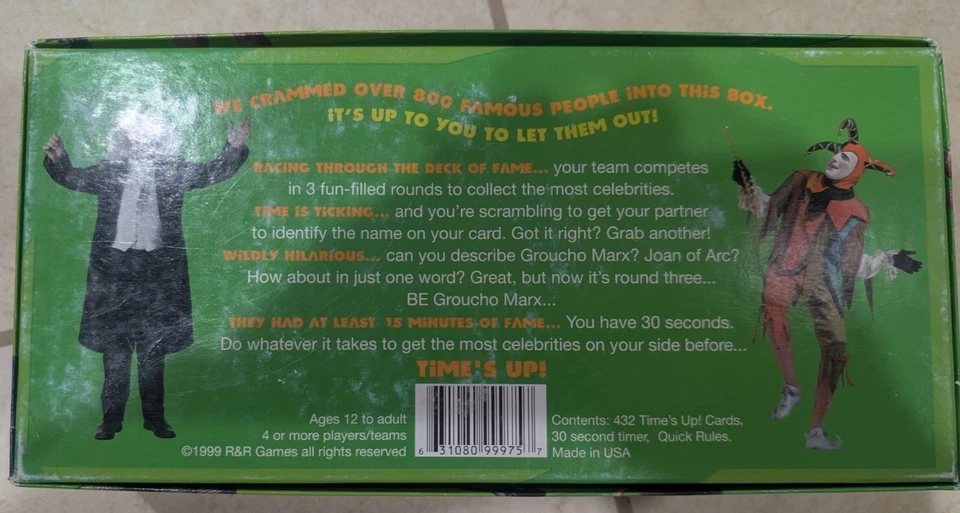 WE CRAMMED OVER 800 FAMOUS PEOPLE INTO THIS BOX.
IT'S UP TO YOU TO LET THEM OUT!
RACING THROUGH THE DECK OF FAME... your team competes
in 3 fun-filled rounds to collect the most celebrities.
TIME IS TICKING... and you're scrambling to get your partner
to identify the name on your card. Got it right? Grab another!
WILDLY HILARIOUS... can you describe Groucho Marx? Joan of Arc?
How about in just one word? Great, but now it's round three...
BE Groucho Marx...
THEY HAD AT LEAST 15 MINUTES OF FAME... You have 30 seconds.
Do whatever it takes to get the most celebrities on your side before...
TIME'S UP!
Ages 12 to adult
4 or more players/teams
©1999 R&R Games all rights reserved
6 31080 99975 7
Contents: 432 Time's Up! Cards,
30 second timer, Quick Rules.
Made in USA